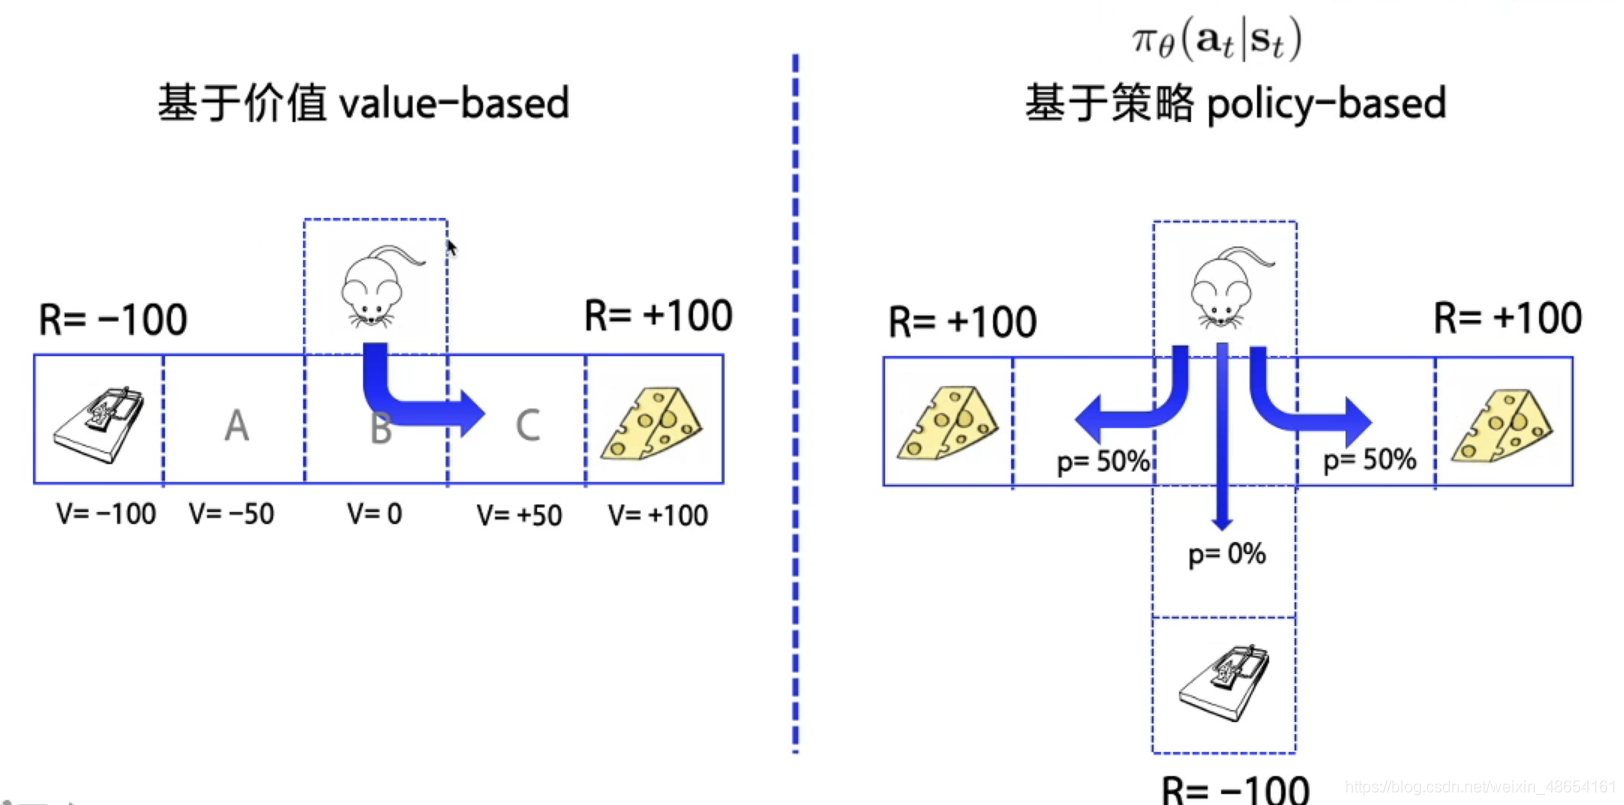 基于价值 value-based
R= -100
R= +100
A
B
C
V= -100
V= -50
V= 0
V= +50
V= +100
πθ(at|st)
基于策略 policy-based
R= +100
R= +100
p= 50%
p= 50%
p= 0%
R= -100
https://blog.csdn.net/weixin_48654161